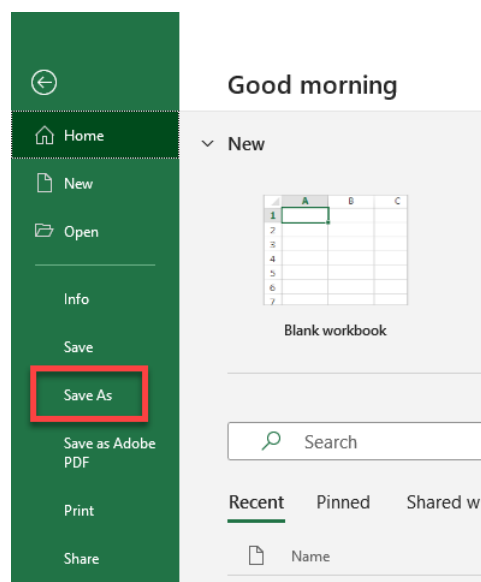 Good morning
Home
New
New
Open
A B C
1
2
3
4
5
6
7
Blank workbook
Info
Save
Save As
Save as Adobe
PDF
Print
Share
Search
Recent Pinned Shared w
Name